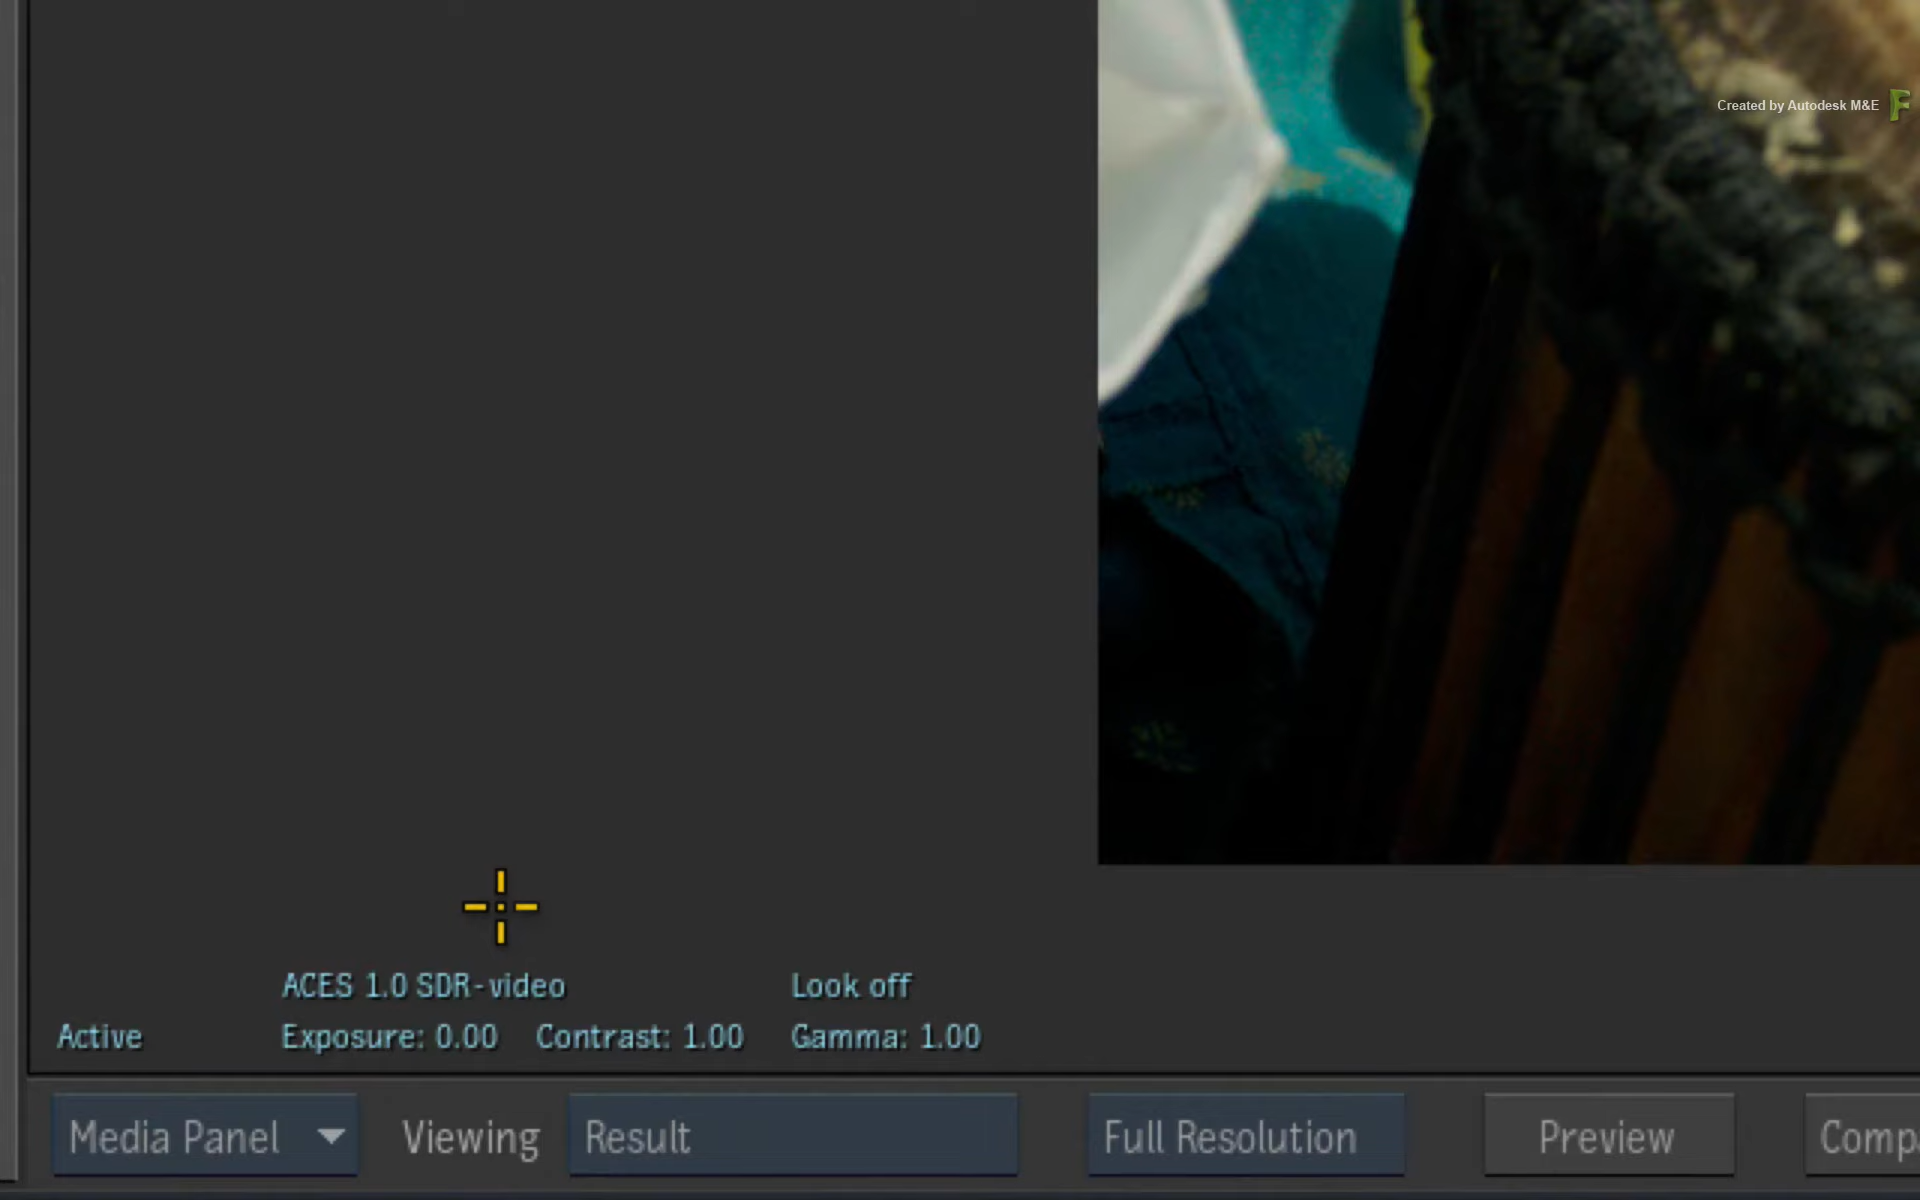 Created by Autodesk M&E
ACES 1.0 SDR-video
Look off
Active
Exposure: 0.00
Contrast: 1.00
Gamma: 1.00
Media Panel
Viewing
Result
Full Resolution
Preview
Comp